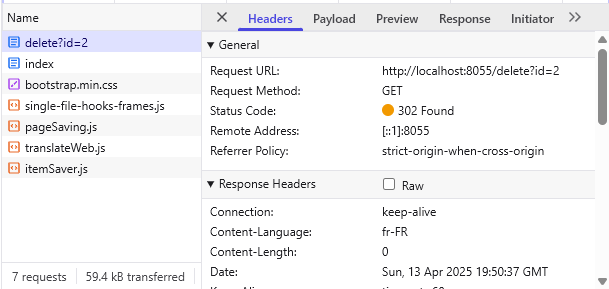 Name
delete?id=2
index
bootstrap.min.css
single-file-hooks-frames.js
pageSaving.js
translateWeb.js
itemSaver.js
7 requests 59.4 kB transferred
Headers Payload Preview Response Initiator
General
Request URL: http://localhost:8055/delete?id=2
Request Method: GET
Status Code: 302 Found
Remote Address: [::1]:8055
Referrer Policy: strict-origin-when-cross-origin
Response Headers Raw
Connection: keep-alive
Content-Language: fr-FR
Content-Length: 0
Date: Sun, 13 Apr 2025 19:50:37 GMT